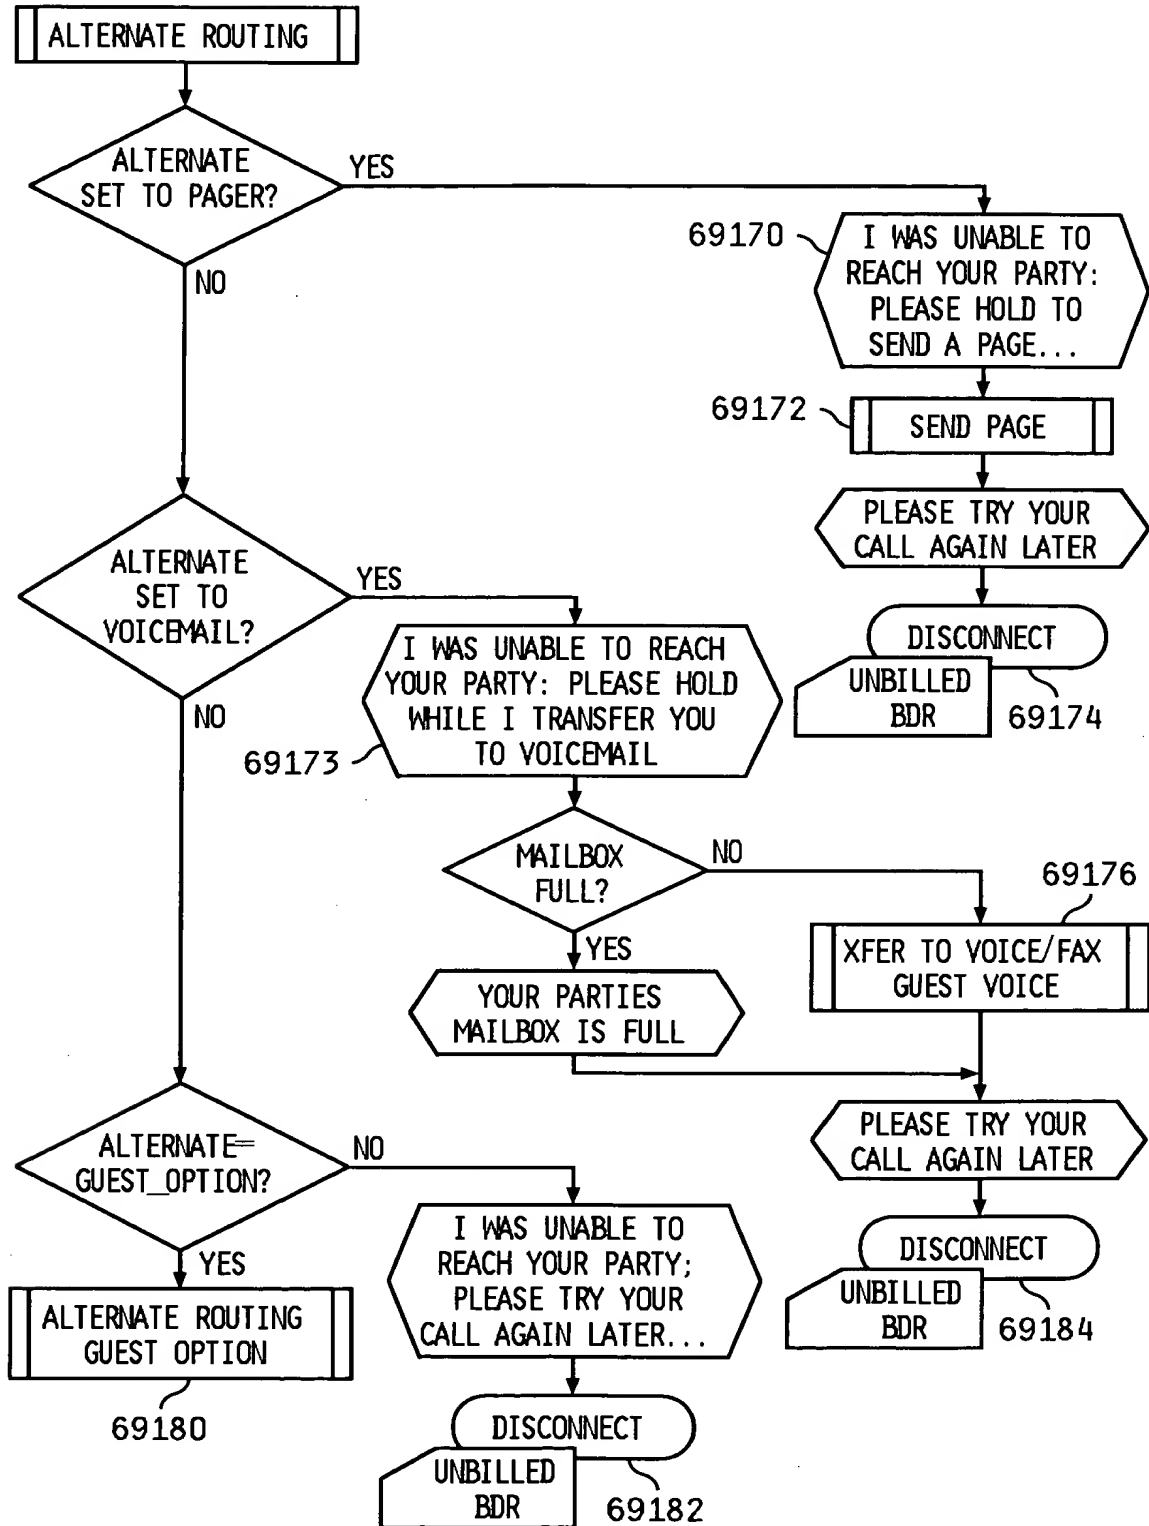 ALTERNATE ROUTING
ALTERNATE
SET TO PAGER?
YES
NO
69170
I WAS UNABLE TO
REACH YOUR PARTY:
PLEASE HOLD TO
SEND A PAGE...
69172
SEND PAGE
PLEASE TRY YOUR
CALL AGAIN LATER
DISCONNECT
UNBILLED
BDR
69174
ALTERNATE
SET TO
VOICEMAIL?
YES
NO
I WAS UNABLE TO REACH
YOUR PARTY: PLEASE HOLD
WHILE I TRANSFER YOU
TO VOICEMAIL
69173
MAILBOX
FULL?
NO
YES
69176
XFER TO VOICE/FAX
GUEST VOICE
YOUR PARTIES
MAILBOX IS FULL
PLEASE TRY YOUR
CALL AGAIN LATER
DISCONNECT
UNBILLED
BDR
69184
ALTERNATE=
GUEST_OPTION?
NO
YES
ALTERNATE ROUTING
GUEST OPTION
69180
I WAS UNABLE TO
REACH YOUR PARTY;
PLEASE TRY YOUR
CALL AGAIN LATER...
DISCONNECT
UNBILLED
BDR
69182